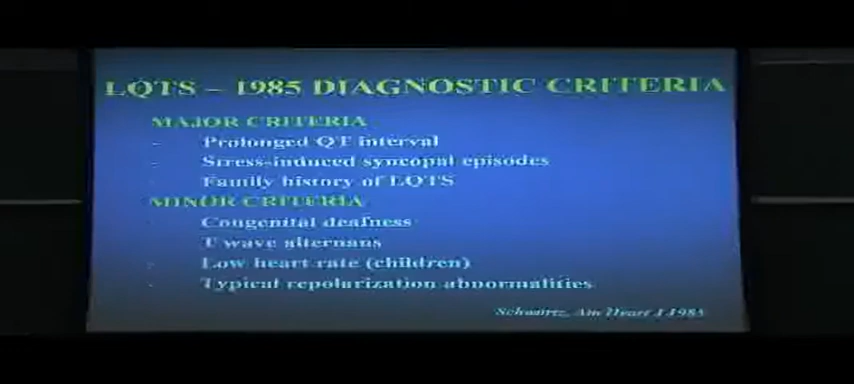 LQTS – 1985 DIAGNOSTIC CRITERIA
MAJOR CRITERIA
- Prolonged QT interval
- Stress-induced syncopal episodes
- Family history of LQTS
MINOR CRITERIA
- Congenital deafness
- T wave alternans
- Low heart rate (children)
- Typical repolarization abnormalities
Schwartz, Am Heart J 1985